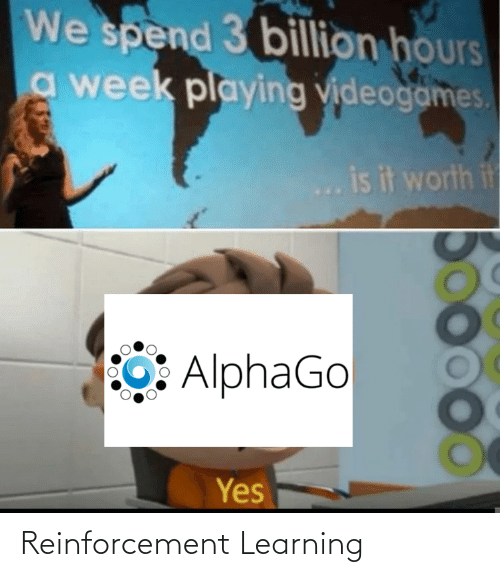 We spend 3 billion hours
a week playing videogames.
... is it worth it
AlphaGo
Yes
Reinforcement Learning